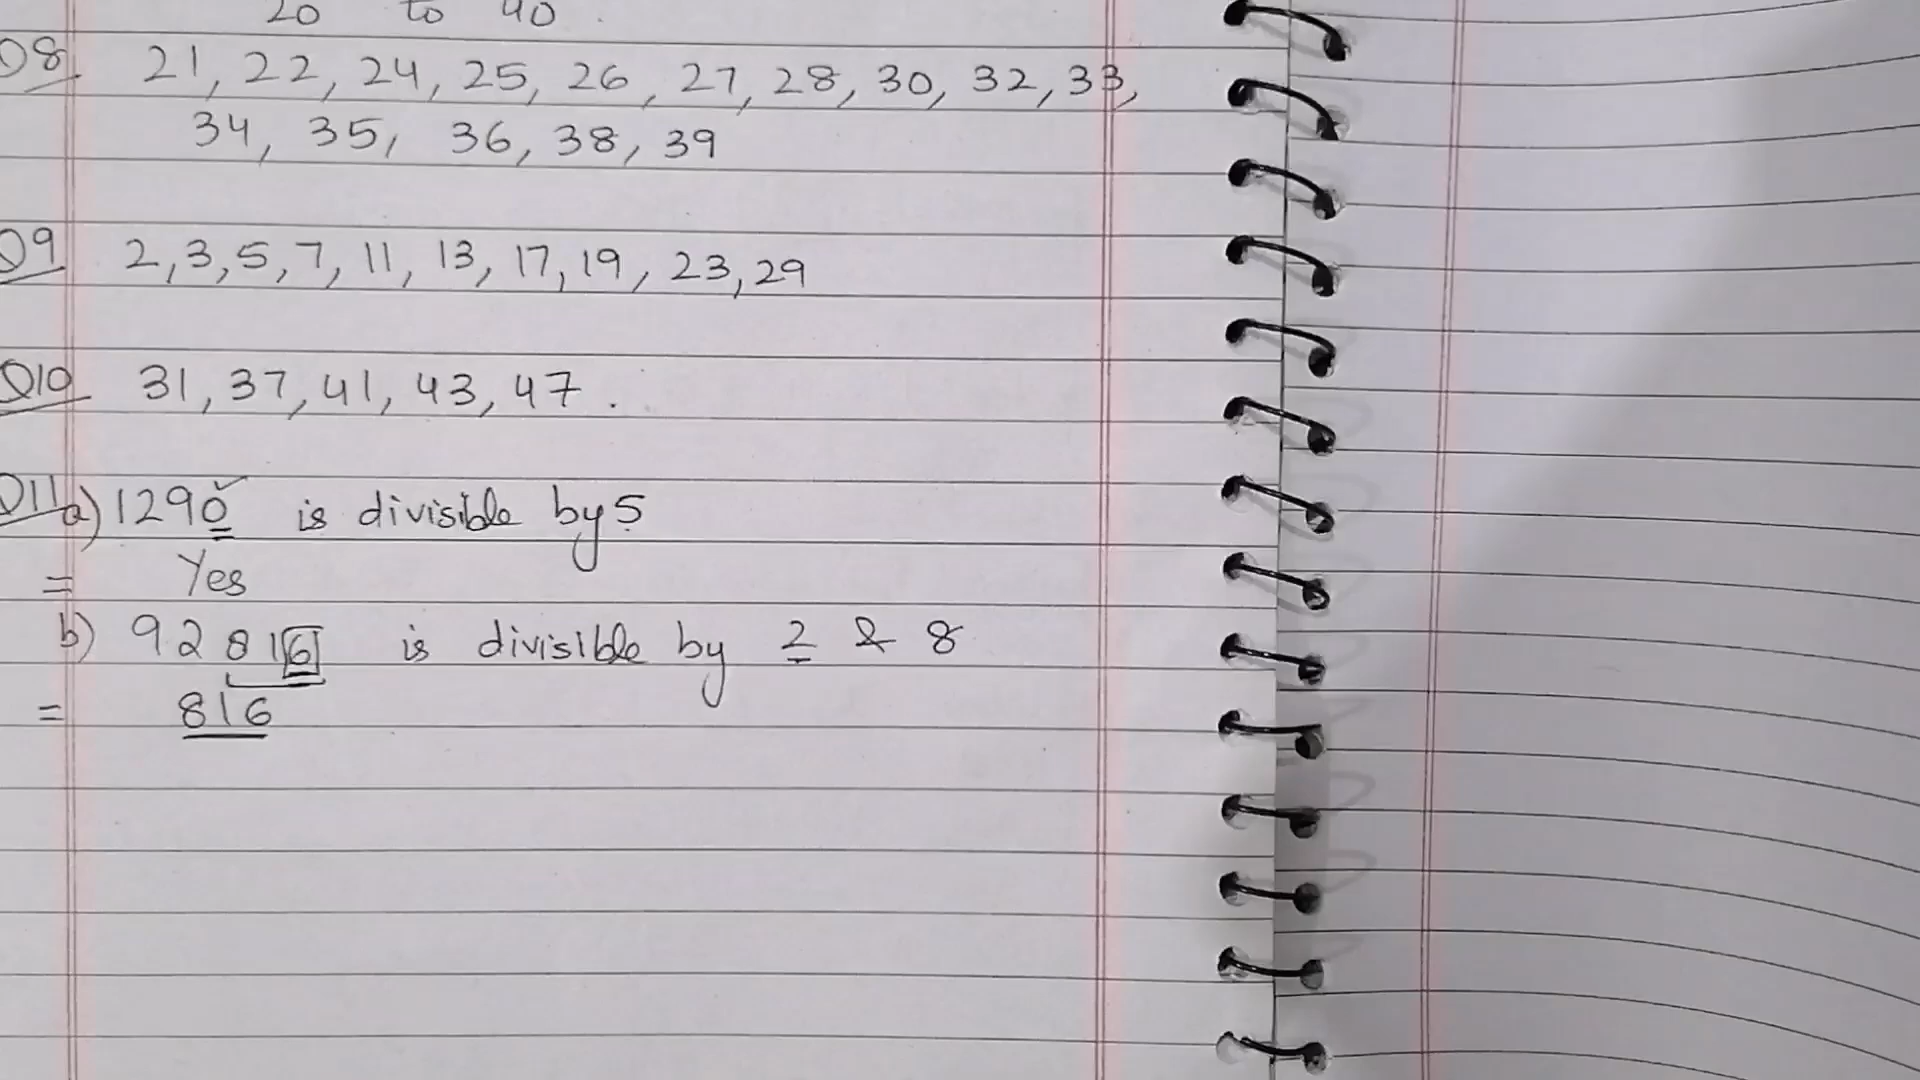 20 to 40.
Q8 21, 22, 24, 25, 26, 27, 28, 30, 32, 33,
34, 35, 36, 38, 39
Q9 2, 3, 5, 7, 11, 13, 17, 19, 23, 29
Q10 31, 37, 41, 43, 47.
Q11 a) 1290 is divisible by 5
= Yes
b) 92816 is divisible by 2 & 8
= 816